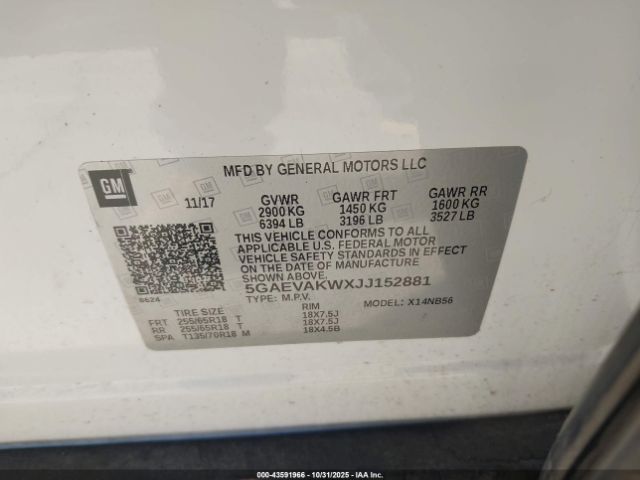 MFD BY GENERAL MOTORS LLC
GM
11/17 GVWR GAWR FRT GAWR RR
2900 KG 1450 KG 1600 KG
6394 LB 3196 LB 3527 LB
THIS VEHICLE CONFORMS TO ALL
APPLICABLE U.S. FEDERAL MOTOR
VEHICLE SAFETY STANDARDS IN EFFECT
ON THE DATE OF MANUFACTURE
SHOWN ABOVE.
5GAEVAKWXJJ152881
TYPE: M.P.V. MODEL: X14NB56
8624
TIRE SIZE RIM
FRT 255/65R18 T 18X7.5J
RR 255/65R18 T 18X7.5J
SPA T135/70R18 M 18X4.5B
00-43591966 - 10/31/2025 - IAA Inc.